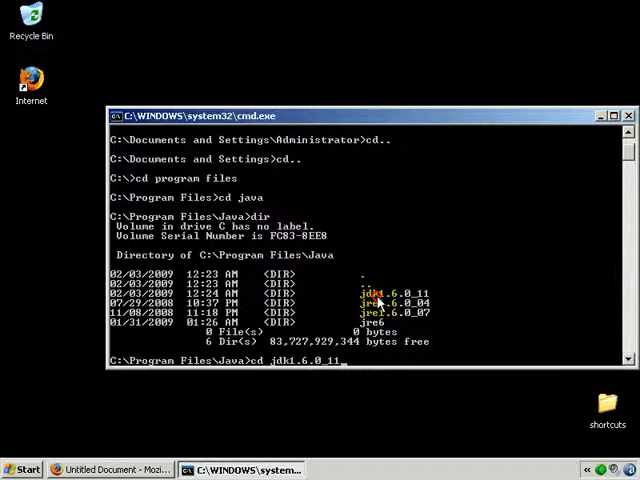 Recycle Bin
Internet
C:\WINDOWS\system32\cmd.exe
C:\Documents and Settings\Administrator>cd..
C:\Documents and Settings>cd..
C:\>cd program files
C:\Program Files>cd java
C:\Program Files\Java>dir
Volume in drive C has no label.
Volume Serial Number is FC83-8EE8
Directory of C:\Program Files\Java
02/03/2009 12:23 AM <DIR> .
02/03/2009 12:23 AM <DIR> ..
02/03/2009 12:24 AM <DIR> jdk1.6.0_11
07/29/2008 10:37 PM <DIR> jre1.6.0_04
11/08/2008 11:18 PM <DIR> jre1.6.0_07
01/31/2009 01:26 AM <DIR> jre6
0 File(s) 0 bytes
6 Dir(s) 83,727,929,344 bytes free
C:\Program Files\Java>cd jdk1.6.0_11_
shortcuts
Start
Untitled Document - Mozi...
C:\WINDOWS\system...